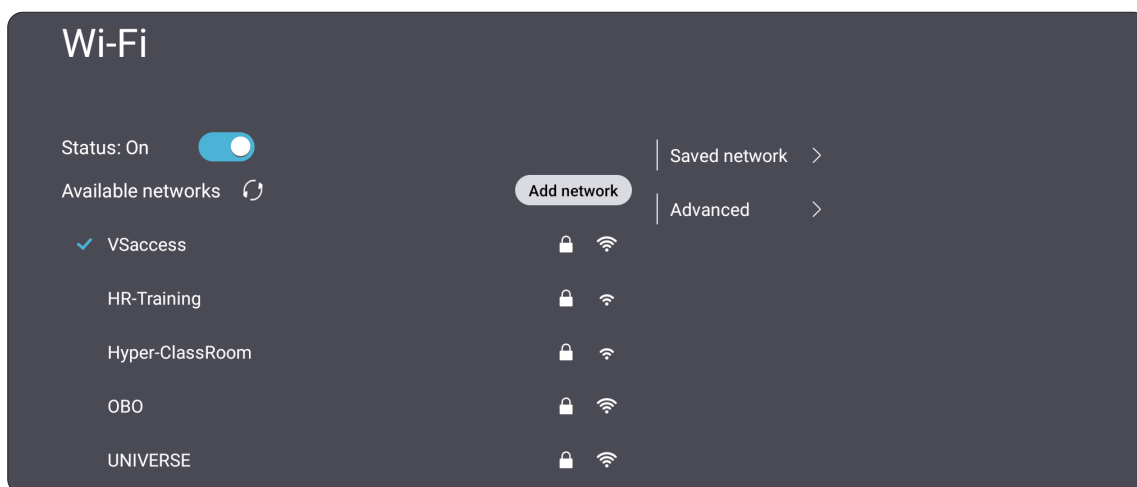 Wi-Fi
Status: On
Available networks
Add network
VSaccess
HR-Training
Hyper-ClassRoom
OBO
UNIVERSE
Saved network
Advanced